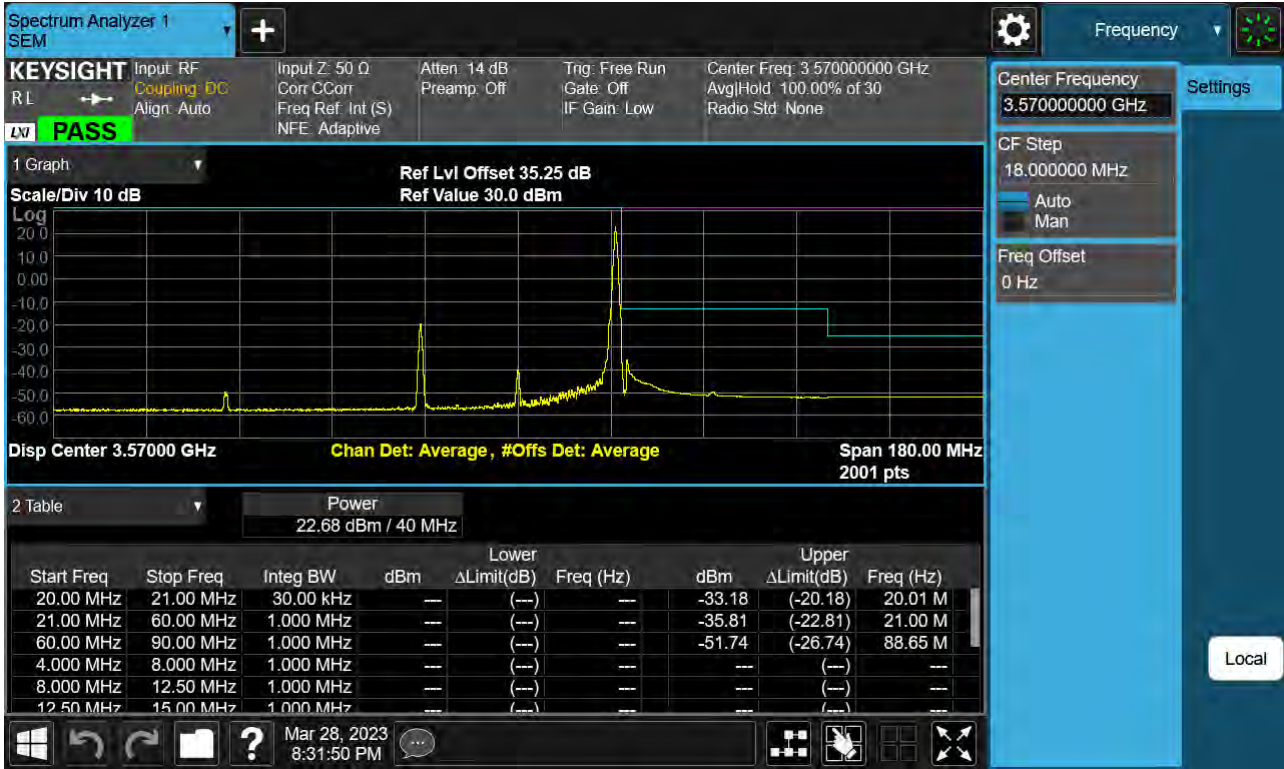 Spectrum Analyzer 1
SEM
Frequency
KEYSIGHT
Input: RF
Coupling: DC
Align: Auto
Input Z: 50 Ω
Corr CCorr
Freq Ref: Int (S)
NFE: Adaptive
Atten: 14 dB
Preamp: Off
Trig: Free Run
Gate: Off
IF Gain: Low
Center Freq: 3.570000000 GHz
Avg|Hold: 100.00% of 30
Radio Std: None
R L
LXI PASS
Center Frequency
3.570000000 GHz
Settings
CF Step
18.000000 MHz
Auto
Man
Freq Offset
0 Hz
Local
1 Graph
Scale/Div 10 dB
Ref Lvl Offset 35.25 dB
Ref Value 30.0 dBm
Log
20.0
10.0
0.00
-10.0
-20.0
-30.0
-40.0
-50.0
-60.0
Disp Center 3.57000 GHz
Chan Det: Average, #Offs Det: Average
Span 180.00 MHz
2001 pts
2 Table
Power
22.68 dBm / 40 MHz
Lower Upper
Start Freq Stop Freq Integ BW dBm ΔLimit(dB) Freq (Hz) dBm ΔLimit(dB) Freq (Hz)
20.00 MHz 21.00 MHz 30.00 kHz --- (---) --- -33.18 (-20.18) 20.01 M
21.00 MHz 60.00 MHz 1.000 MHz --- (---) --- -35.81 (-22.81) 21.00 M
60.00 MHz 90.00 MHz 1.000 MHz --- (---) --- -51.74 (-26.74) 88.65 M
4.000 MHz 8.000 MHz 1.000 MHz --- (---) --- --- (---) ---
8.000 MHz 12.50 MHz 1.000 MHz --- (---) --- --- (---) ---
12.50 MHz 15.00 MHz 1.000 MHz --- (---) --- --- (---) ---
Mar 28, 2023
8:31:50 PM